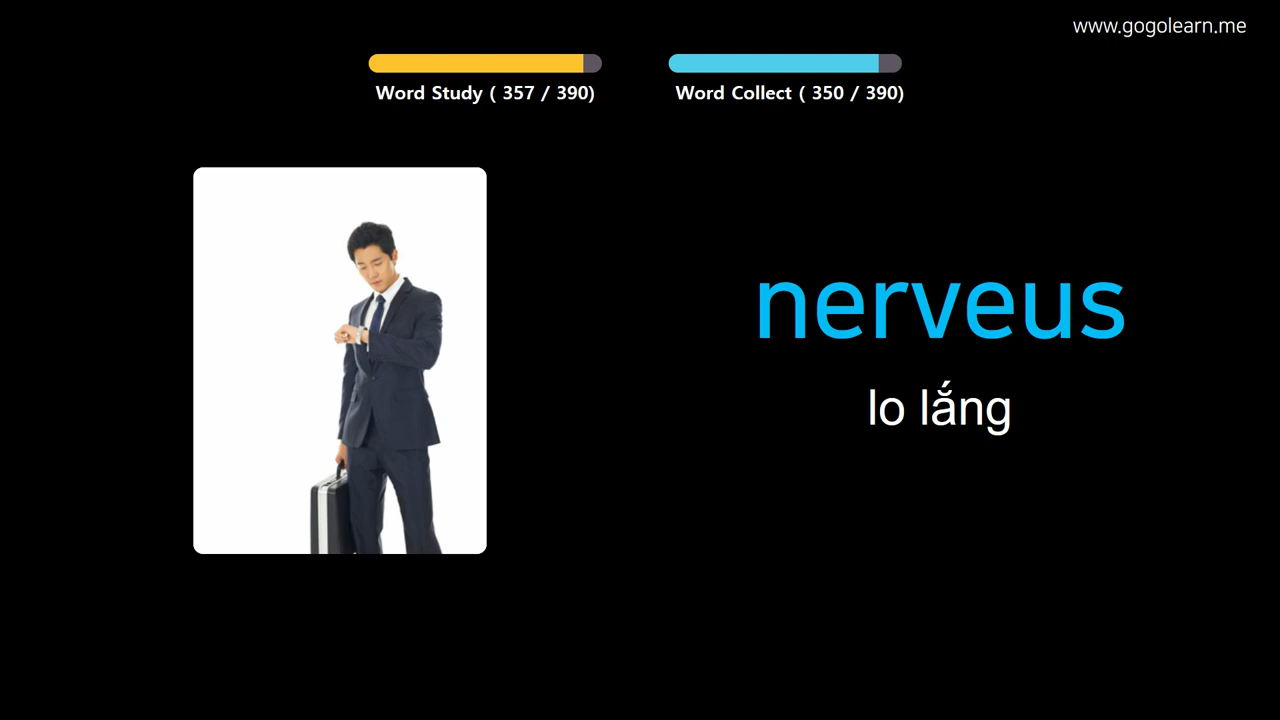 www.gogolearn.me
Word Study ( 357 / 390)
Word Collect ( 350 / 390)
nerveus
lo lắng